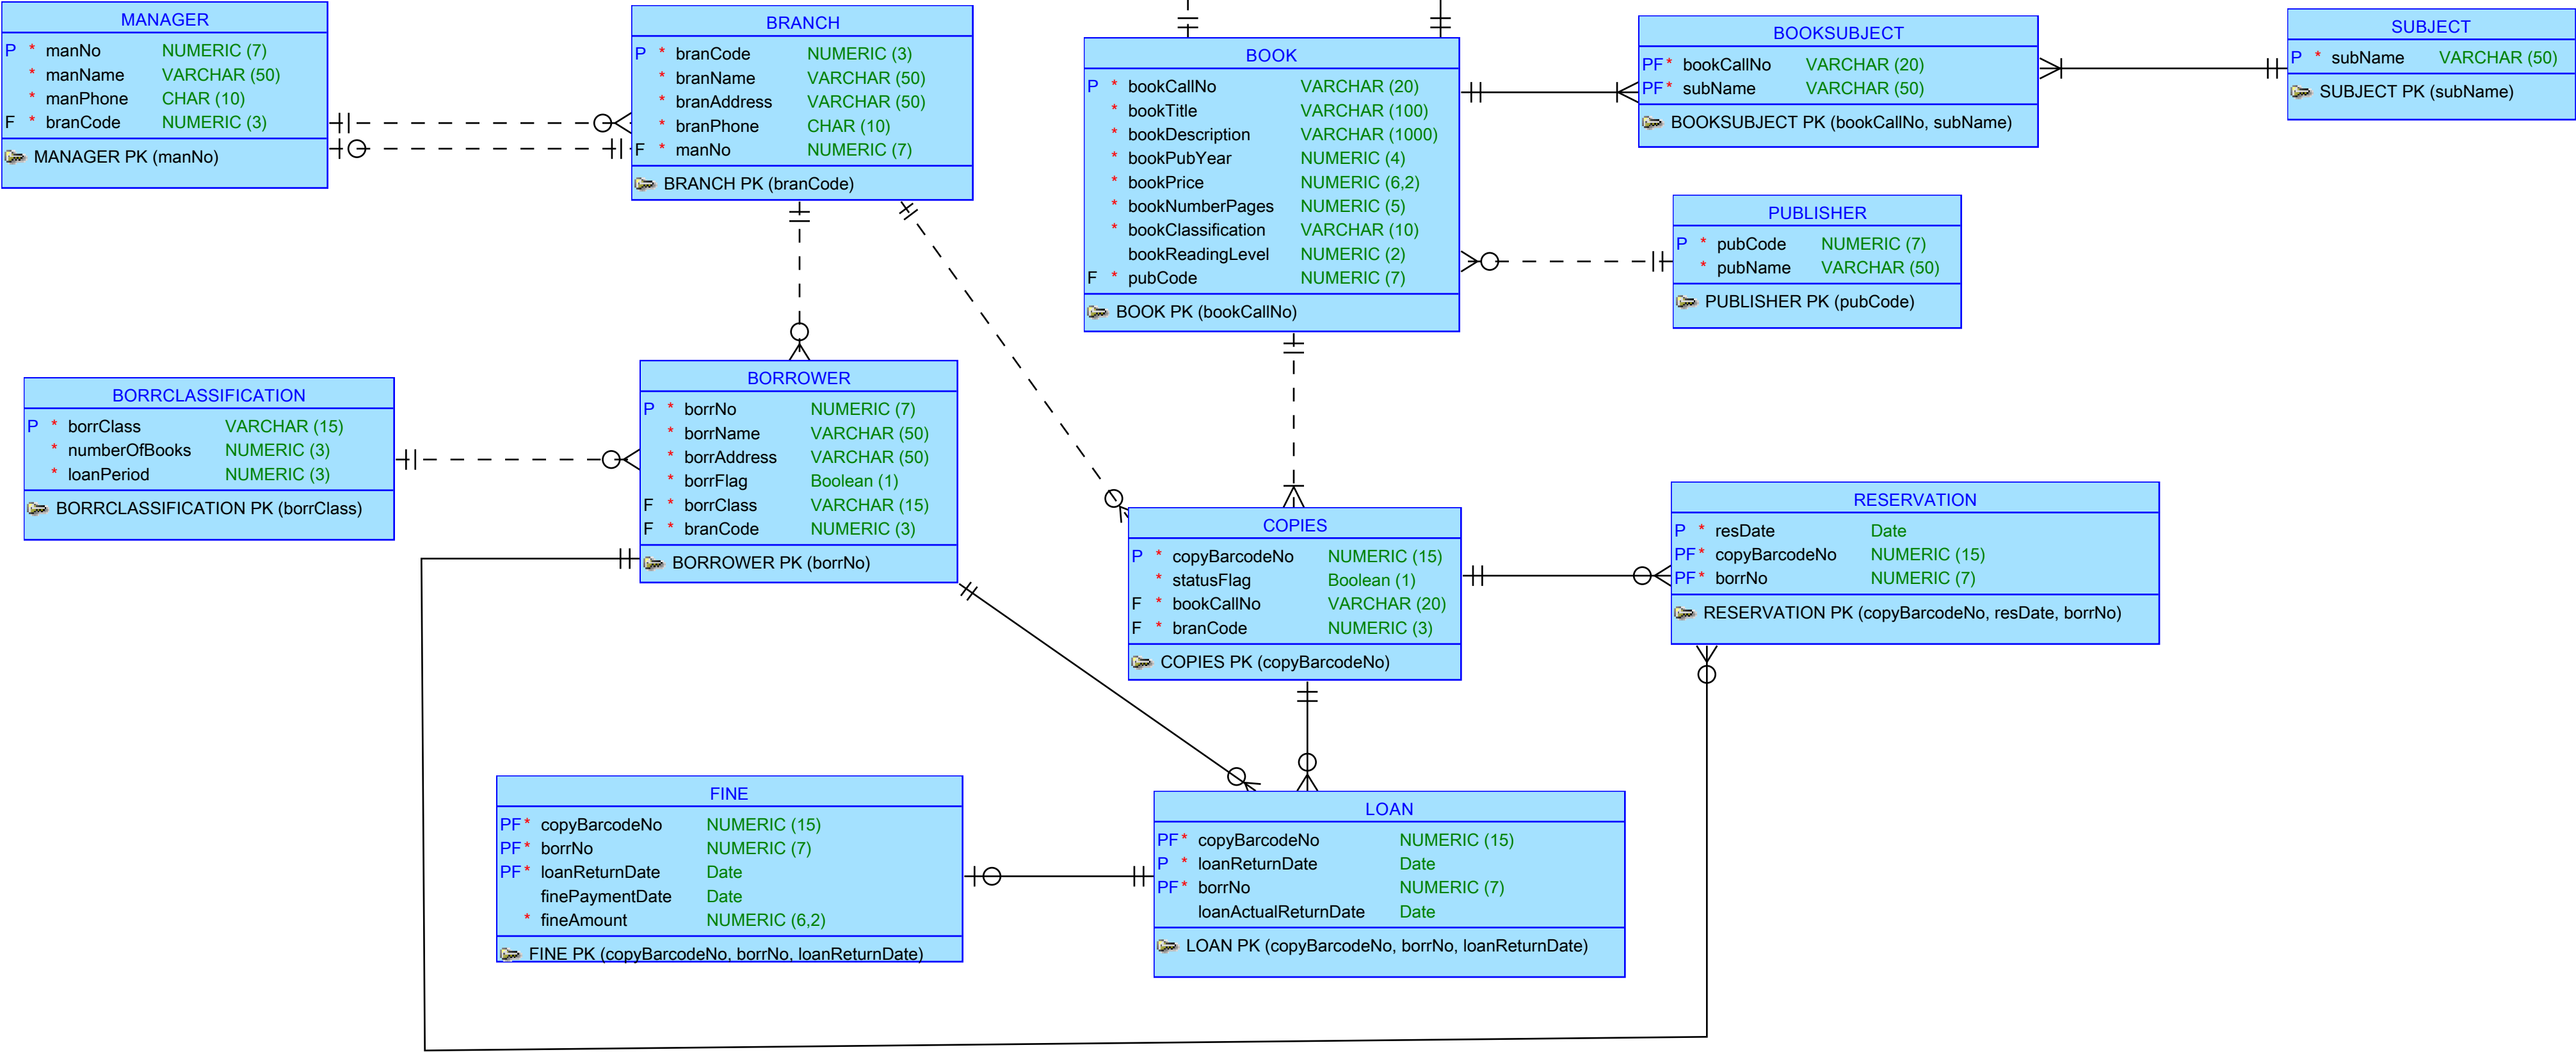 MANAGER
P * manNo NUMERIC (7)
* manName VARCHAR (50)
* manPhone CHAR (10)
F * branCode NUMERIC (3)
MANAGER PK (manNo)
BRANCH
P * branCode NUMERIC (3)
* branName VARCHAR (50)
* branAddress VARCHAR (50)
* branPhone CHAR (10)
F * manNo NUMERIC (7)
BRANCH PK (branCode)
BOOK
P * bookCallNo VARCHAR (20)
* bookTitle VARCHAR (100)
* bookDescription VARCHAR (1000)
* bookPubYear NUMERIC (4)
* bookPrice NUMERIC (6,2)
* bookNumberPages NUMERIC (5)
* bookClassification VARCHAR (10)
bookReadingLevel NUMERIC (2)
F * pubCode NUMERIC (7)
BOOK PK (bookCallNo)
BOOKSUBJECT
PF* bookCallNo VARCHAR (20)
PF* subName VARCHAR (50)
BOOKSUBJECT PK (bookCallNo, subName)
SUBJECT
P * subName VARCHAR (50)
SUBJECT PK (subName)
PUBLISHER
P * pubCode NUMERIC (7)
* pubName VARCHAR (50)
PUBLISHER PK (pubCode)
BORRCLASSIFICATION
P * borrClass VARCHAR (15)
* numberOfBooks NUMERIC (3)
* loanPeriod NUMERIC (3)
BORRCLASSIFICATION PK (borrClass)
BORROWER
P * borrNo NUMERIC (7)
* borrName VARCHAR (50)
* borrAddress VARCHAR (50)
* borrFlag Boolean (1)
F * borrClass VARCHAR (15)
F * branCode NUMERIC (3)
BORROWER PK (borrNo)
COPIES
P * copyBarcodeNo NUMERIC (15)
* statusFlag Boolean (1)
F * bookCallNo VARCHAR (20)
F * branCode NUMERIC (3)
COPIES PK (copyBarcodeNo)
RESERVATION
P * resDate Date
PF* copyBarcodeNo NUMERIC (15)
PF* borrNo NUMERIC (7)
RESERVATION PK (copyBarcodeNo, resDate, borrNo)
FINE
PF* copyBarcodeNo NUMERIC (15)
PF* borrNo NUMERIC (7)
PF* loanReturnDate Date
finePaymentDate Date
* fineAmount NUMERIC (6,2)
FINE PK (copyBarcodeNo, borrNo, loanReturnDate)
LOAN
PF* copyBarcodeNo NUMERIC (15)
P * loanReturnDate Date
PF* borrNo NUMERIC (7)
loanActualReturnDate Date
LOAN PK (copyBarcodeNo, borrNo, loanReturnDate)